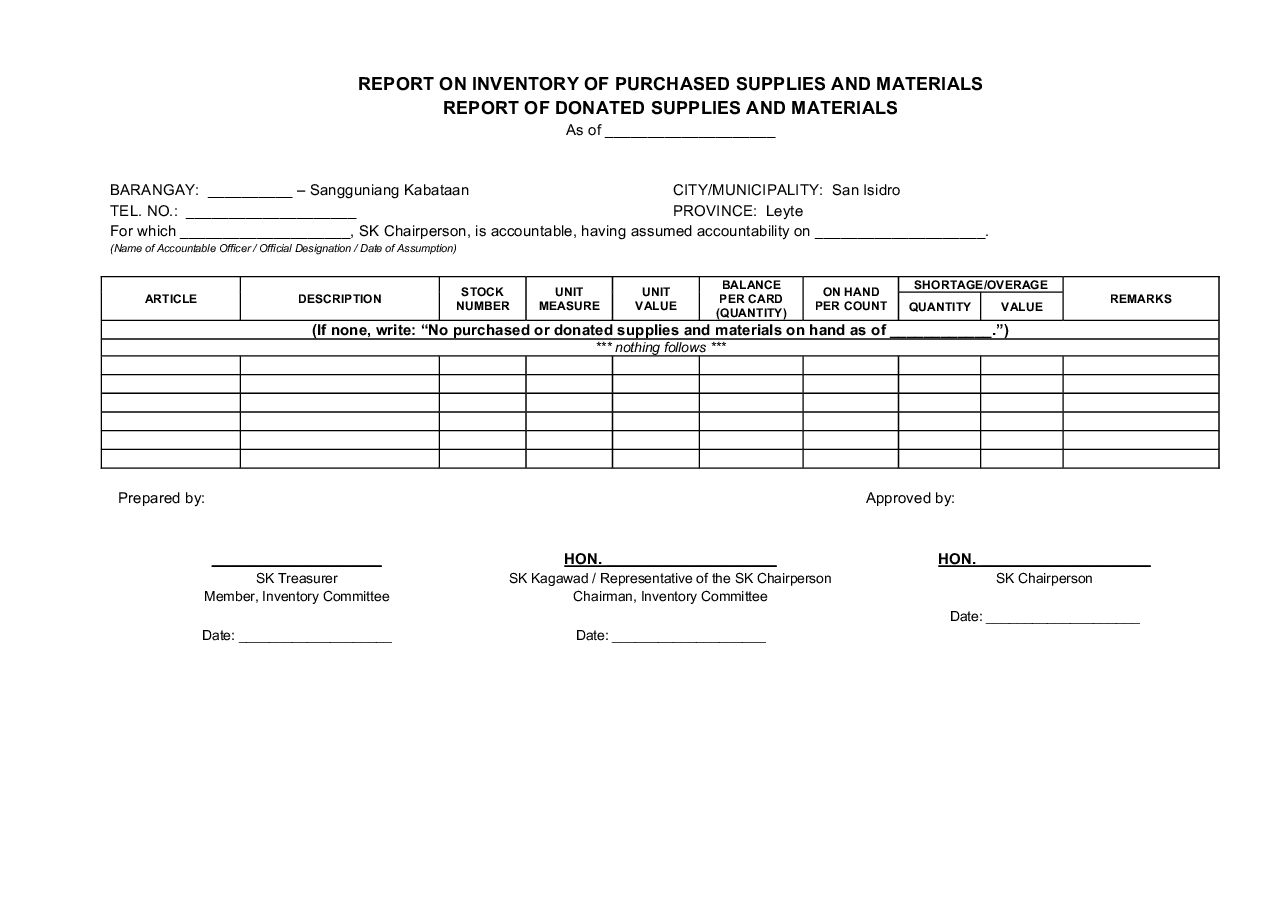 REPORT ON INVENTORY OF PURCHASED SUPPLIES AND MATERIALS
REPORT OF DONATED SUPPLIES AND MATERIALS
As of ____________________
BARANGAY: __________ – Sangguniang Kabataan CITY/MUNICIPALITY: San Isidro
TEL. NO.: ____________________ PROVINCE: Leyte
For which ____________________, SK Chairperson, is accountable, having assumed accountability on ____________________.
(Name of Accountable Officer / Official Designation / Date of Assumption)
ARTICLE DESCRIPTION STOCK NUMBER UNIT MEASURE UNIT VALUE BALANCE PER CARD (QUANTITY) ON HAND PER COUNT SHORTAGE/OVERAGE QUANTITY VALUE REMARKS
(If none, write: “No purchased or donated supplies and materials on hand as of ____________.”)
*** nothing follows ***
Prepared by: Approved by:
____________________ HON.____________________ HON.____________________
SK Treasurer SK Kagawad / Representative of the SK Chairperson SK Chairperson
Member, Inventory Committee Chairman, Inventory Committee
Date: ____________________
Date: ____________________ Date: ____________________